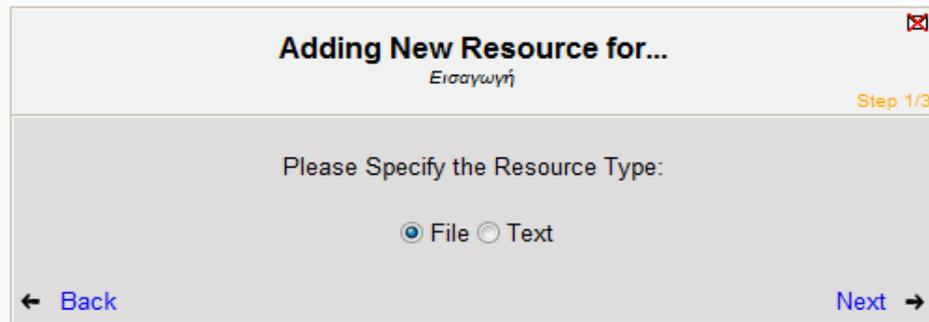 Adding New Resource for...
Εισαγωγή
Step 1/3
Please Specify the Resource Type:
File Text
Back Next